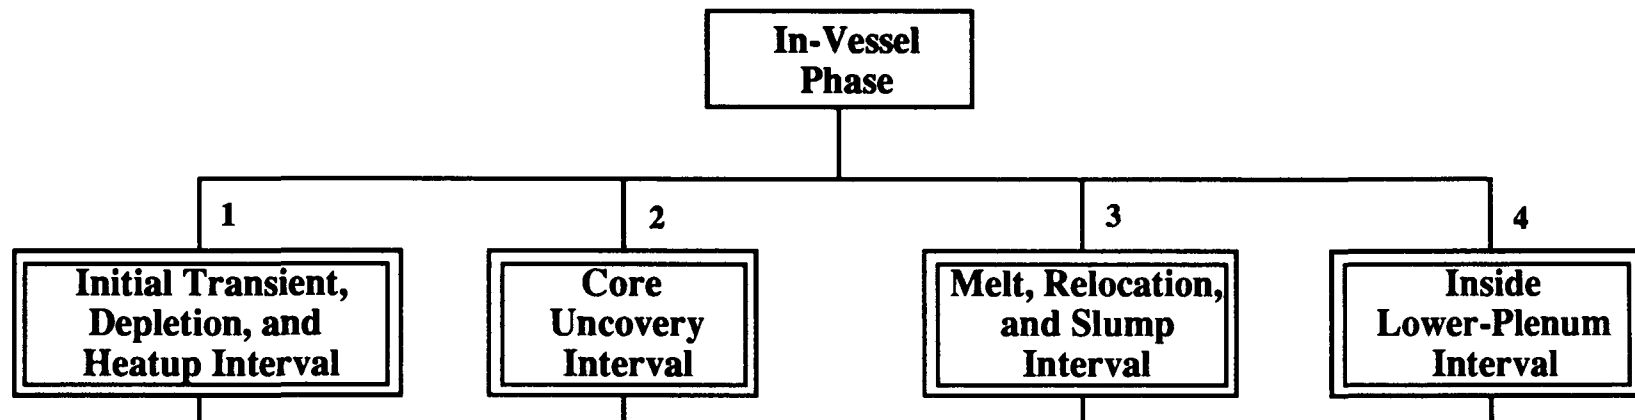 In-Vessel
Phase
1
2
3
4
Initial Transient,
Depletion, and
Heatup Interval
Core
Uncovery
Interval
Melt, Relocation,
and Slump
Interval
Inside
Lower-Plenum
Interval